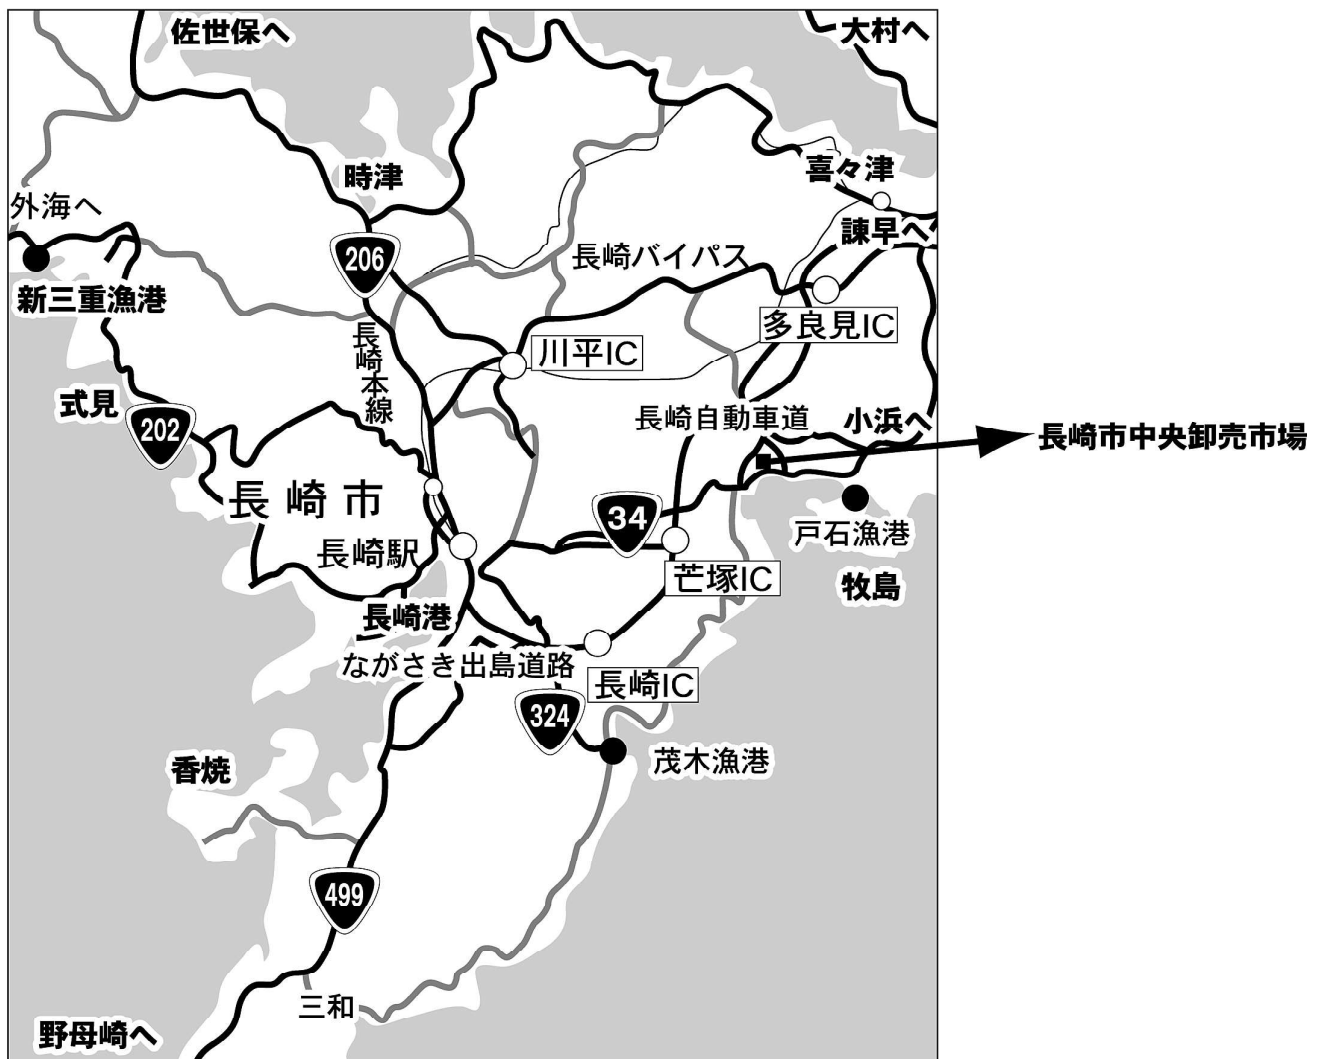 佐世保へ
大村へ
時津
喜々津
外海へ
諫早へ
206
長崎バイパス
新三重漁港
多良見IC
長崎本線
川平IC
式見
202
長崎自動車道
小浜へ
長崎市中央卸売市場
長崎市
34
戸石漁港
長崎駅
芒塚IC
牧島
長崎港
ながさき出島道路
長崎IC
324
茂木漁港
香焼
499
三和
野母崎へ